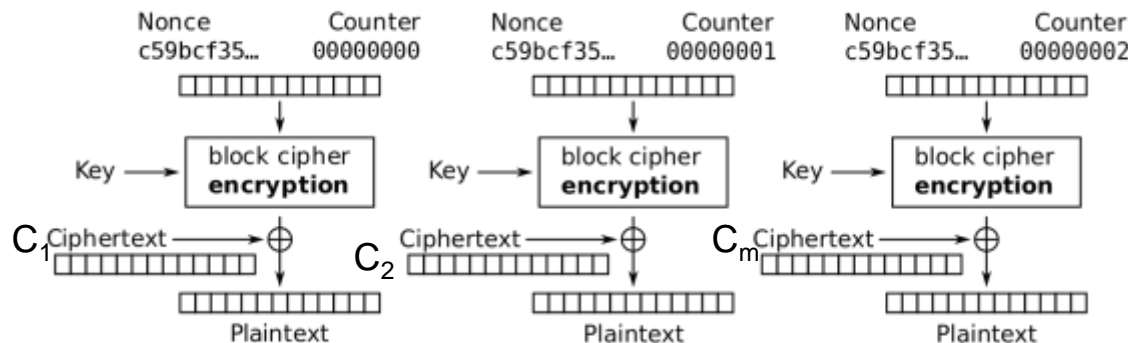 Nonce Counter Nonce Counter Nonce Counter
c59bcf35… 00000000 c59bcf35… 00000001 c59bcf35… 00000002
Key block cipher encryption Key block cipher encryption Key block cipher encryption
C1 Ciphertext C2 Ciphertext Cm Ciphertext
Plaintext Plaintext Plaintext